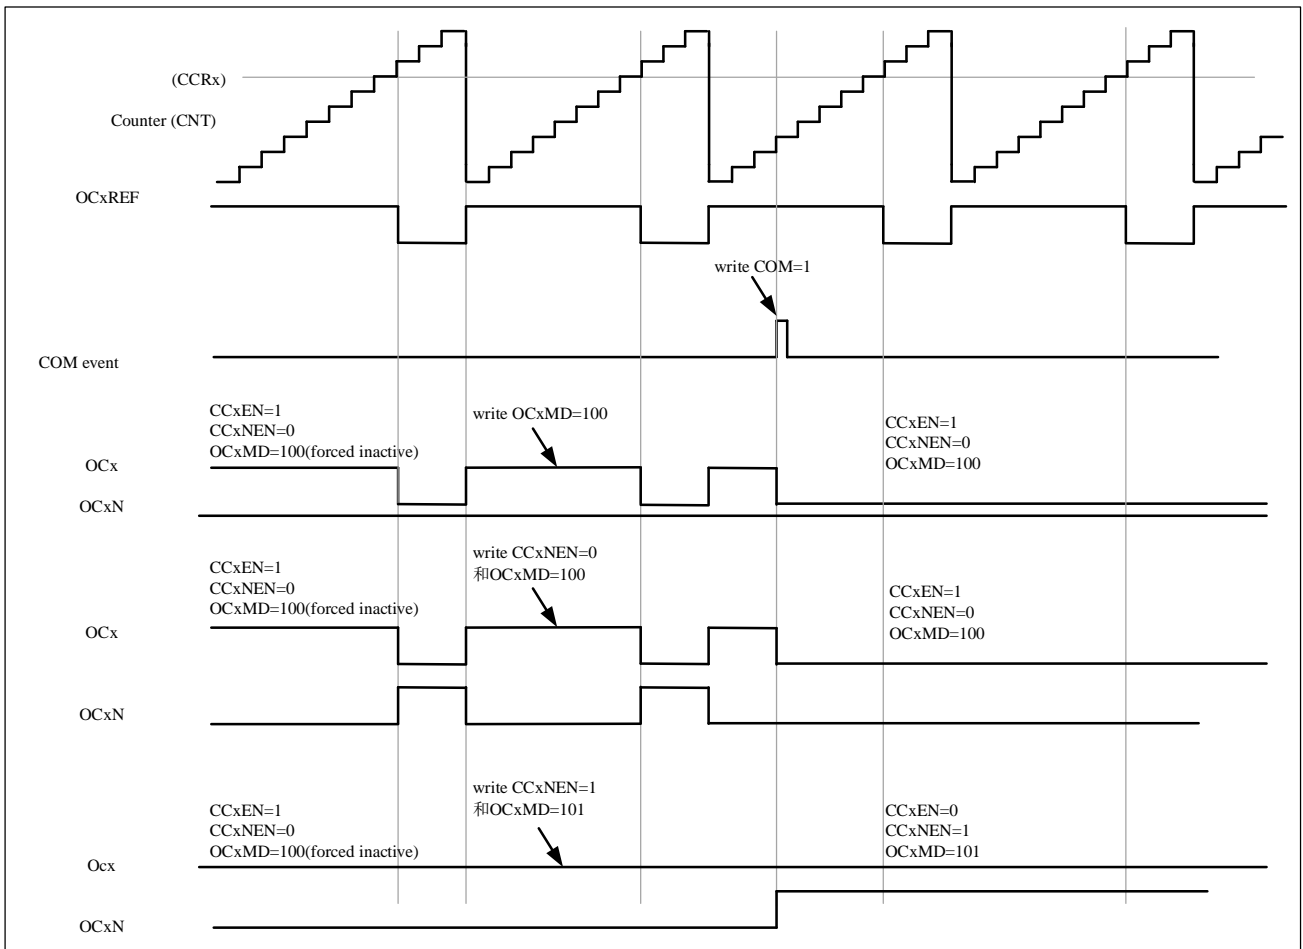 (CCRx)
Counter (CNT)
OCxREF
write COM=1
COM event
CCxEN=1
CCxNEN=0
OCxMD=100(forced inactive)
write OCxMD=100
CCxEN=1
CCxNEN=0
OCxMD=100
OCx
OCxN
CCxEN=1
CCxNEN=0
OCxMD=100(forced inactive)
write CCxNEN=0
和OCxMD=100
CCxEN=1
CCxNEN=0
OCxMD=100
OCx
OCxN
CCxEN=1
CCxNEN=0
OCxMD=100(forced inactive)
write CCxNEN=1
和OCxMD=101
CCxEN=0
CCxNEN=1
OCxMD=101
Ocx
OCxN